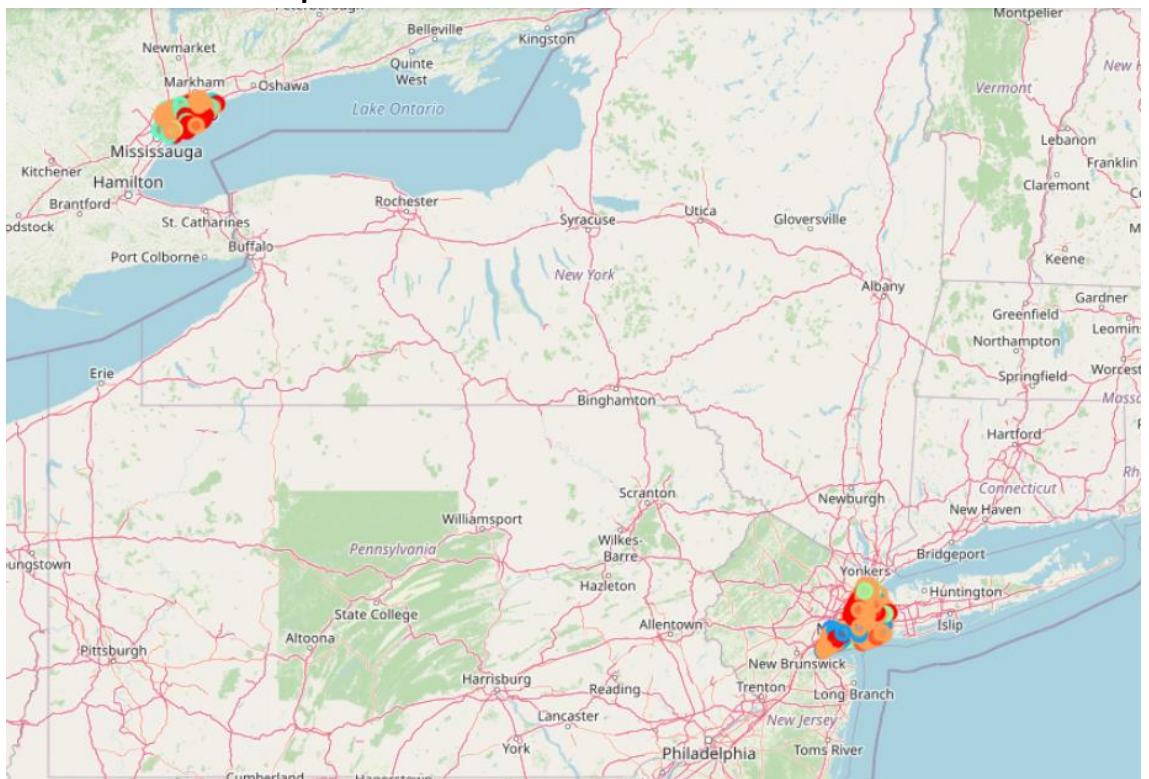 Belleville
Montpelier
Kingston
Newmarket
Quinte
West
Markham
Oshawa
Lake Ontario
Vermont
Lebanon
Mississauga
Franklin
Kitchener
Claremont
Hamilton
Brantford
Rochester
St. Catharines
Syracuse
Utica
Gloversville
Buffalo
Port Colborne
Keene
New York
Albany
Gardner
Greenfield
Northampton
Erie
Springfield
Binghamton
Hartford
Scranton
Connecticut
Newburgh
New Haven
Williamsport
Wilkes-
Barre
Pennsylvania
Bridgeport
Yonkers
Hazleton
Huntington
State College
Allentown
Islip
Altoona
Pittsburgh
New Brunswick
Harrisburg
Reading
Trenton
Long Branch
Lancaster
New Jersey
York
Philadelphia
Toms River